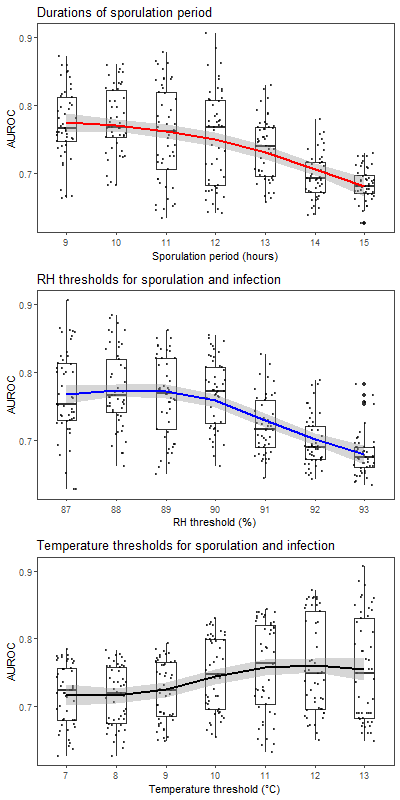 Durations of sporulation period
0.9
0.8
0.7
AUROC
9 10 11 12 13 14 15
Sporulation period (hours)
RH thresholds for sporulation and infection
0.9
0.8
0.7
AUROC
87 88 89 90 91 92 93
RH threshold (%)
Temperature thresholds for sporulation and infection
0.9
0.8
0.7
AUROC
7 8 9 10 11 12 13
Temperature threshold (°C)